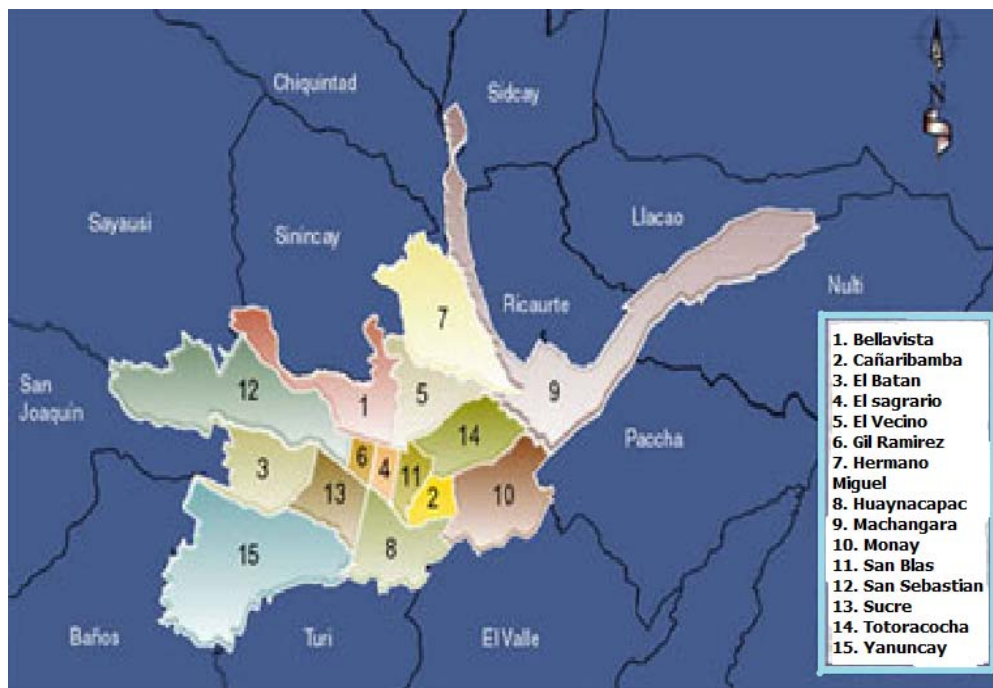 Chiquintad
Sidcay
N
Sayausi
Sinincay
Llacao
Ricaurte
Nulti
San
Joaquín
Paccha
Baños
Turi
El Valle
7
12
1
5
9
14
3
6
4
11
13
2
10
8
15
1. Bellavista
2. Cañaribamba
3. El Batan
4. El sagrario
5. El Vecino
6. Gil Ramirez
7. Hermano
Miguel
8. Huaynacapac
9. Machangara
10. Monay
11. San Blas
12. San Sebastian
13. Sucre
14. Totoracocha
15. Yanuncay